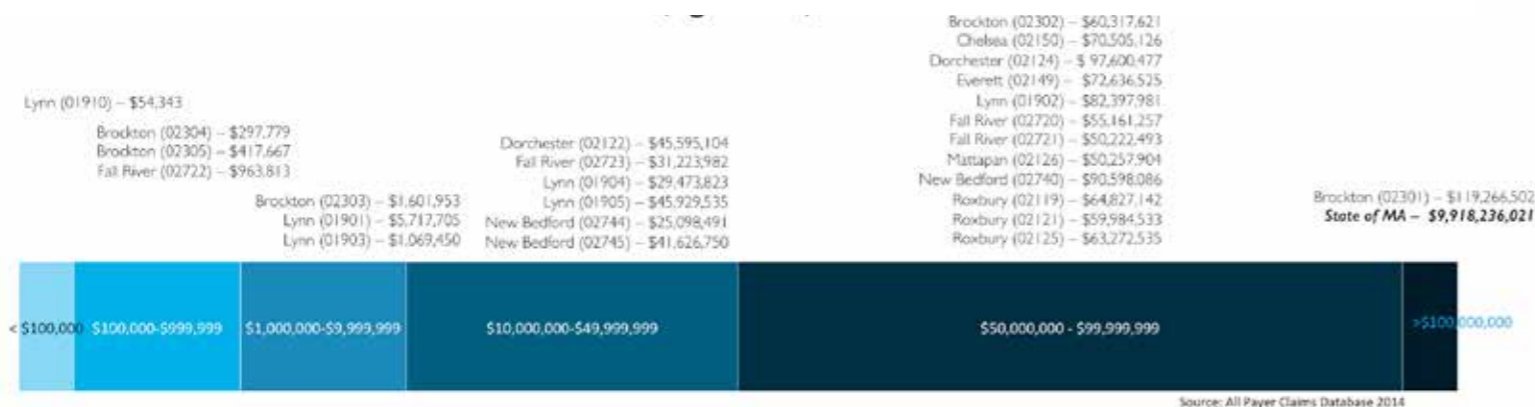 Lynn (01910) – $54,343
Brockton (02304) – $297,779
Brockton (02305) – $417,667
Fall River (02722) – $963,813
Brockton (02303) – $1,601,953
Lynn (01901) – $5,717,705
Lynn (01903) – $1,069,450
Dorchester (02122) – $45,595,104
Fall River (02723) – $31,223,982
Lynn (01904) – $29,473,823
Lynn (01905) – $45,929,535
New Bedford (02744) – $25,098,491
New Bedford (02745) – $41,626,750
Brockton (02302) – $60,317,621
Chelsea (02150) – $70,505,126
Dorchester (02124) – $ 97,600,477
Everett (02149) – $72,636,525
Lynn (01902) – $82,397,981
Fall River (02720) – $55,161,257
Fall River (02721) – $50,222,493
Mattapan (02126) – $50,257,904
New Bedford (02740) – $90,598,086
Roxbury (02119) – $64,827,142
Roxbury (02121) – $59,984,533
Roxbury (02125) – $63,272,535
Brockton (02301) – $119,266,502
State of MA – $9,918,236,021
< $100,000
$100,000-$999,999
$1,000,000-$9,999,999
$10,000,000-$49,999,999
$50,000,000 - $99,999,999
>$100,000,000
Source: All Payer Claims Database 2014